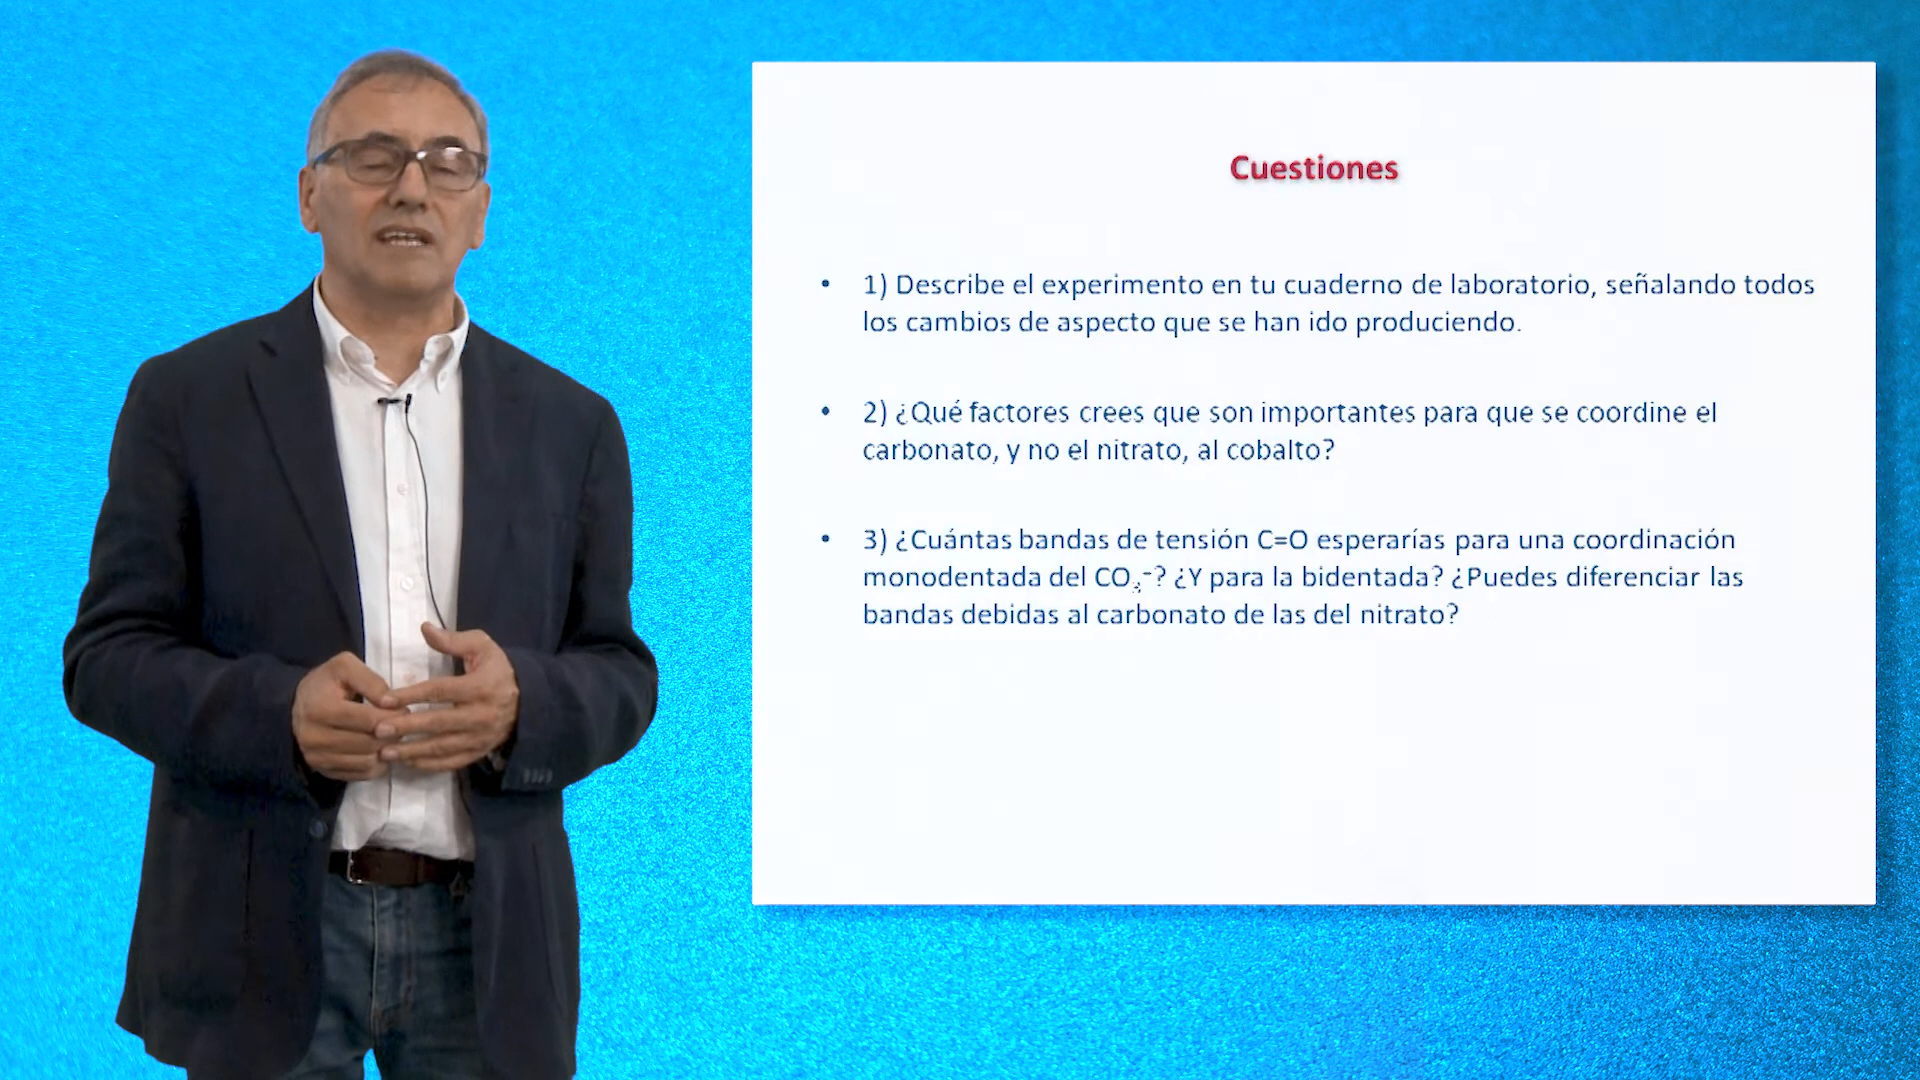 Cuestiones
• 1) Describe el experimento en tu cuaderno de laboratorio, señalando todos
los cambios de aspecto que se han ido produciendo.
• 2) ¿Qué factores crees que son importantes para que se coordine el
carbonato, y no el nitrato, al cobalto?
• 3) ¿Cuántas bandas de tensión C=O esperarías para una coordinación
monodentada del CO₃⁻? ¿Y para la bidentada? ¿Puedes diferenciar las
bandas debidas al carbonato de las del nitrato?